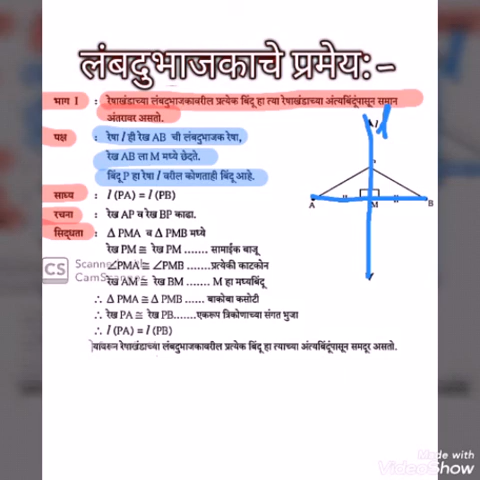 लंबदुभाजकाचे प्रमेय:-
भाग I : रेषाखंडाच्या लंबदुभाजकावरील प्रत्येक बिंदू हा त्या रेषाखंडाच्या अंत्यबिंदूंपासून समान
अंतरावर असतो.
पक्ष : रेषा l ही रेख AB ची लंबदुभाजक रेषा,
रेख AB ला M मध्ये छेदते.
बिंदू P हा रेषा l वरील कोणताही बिंदू आहे.
साध्य : l (PA) = l (PB)
रचना : रेख AP व रेख BP काढा.
सिद्धता : Δ PMA व Δ PMB मध्ये
रेख PM ≅ रेख PM ....... सामाईक बाजू
∠PMA ≅ ∠PMB .......प्रत्येकी काटकोन
रेख AM ≅ रेख BM ....... M हा मध्यबिंदू
∴ Δ PMA ≅ Δ PMB ...... बाकोबा कसोटी
∴ रेख PA ≅ रेख PB......एकरूप त्रिकोणाच्या संगत भुजा
∴ l (PA) = l (PB)
यावरून रेषाखंडाच्या लंबदुभाजकावरील प्रत्येक बिंदू हा त्याच्या अंत्यबिंदूंपासून समदूर असतो.
l
P
A
M
B
CS
Scanned with
CamScanner
Made with
VideoShow